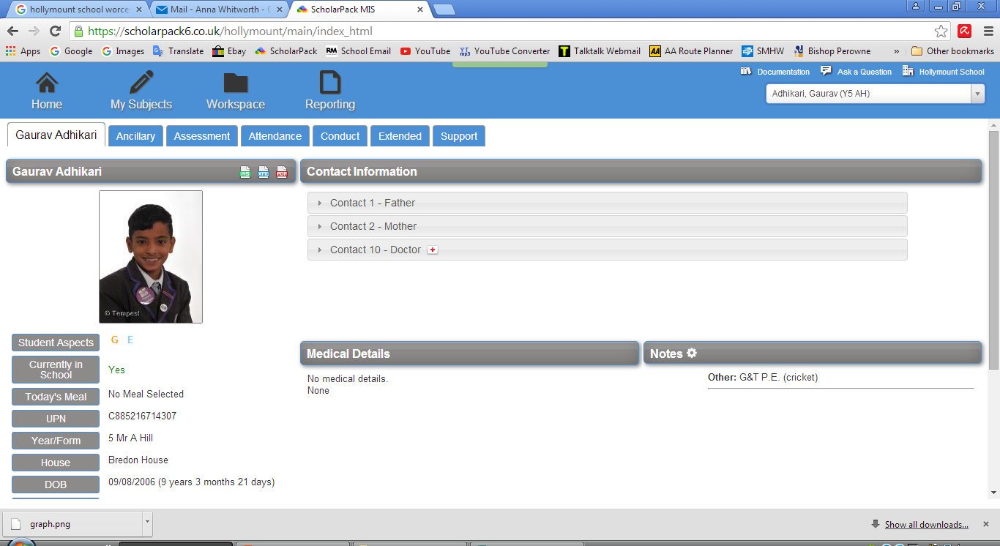 hollymount school worce
Mail - Anna Whitworth - O
ScholarPack MIS
https://scholarpack6.co.uk/hollymount/main/index_html
Apps Google Images Translate Ebay ScholarPack School Email YouTube YouTube Converter Talktalk Webmail AA Route Planner SMHW Bishop Perowne » Other bookmarks
Documentation Ask a Question Hollymount School
Home My Subjects Workspace Reporting
Adhikari, Gaurav (Y5 AH)
Gaurav Adhikari Ancillary Assessment Attendance Conduct Extended Support
Gaurav Adhikari
© Tempest
Student Aspects G E
Currently in School Yes
Today's Meal No Meal Selected
UPN C885216714307
Year/Form 5 Mr A Hill
House Bredon House
DOB 09/08/2006 (9 years 3 months 21 days)
Contact Information
Contact 1 - Father
Contact 2 - Mother
Contact 10 - Doctor
Medical Details
No medical details.
None
Notes
Other: G&T P.E. (cricket)
graph.png
Show all downloads...